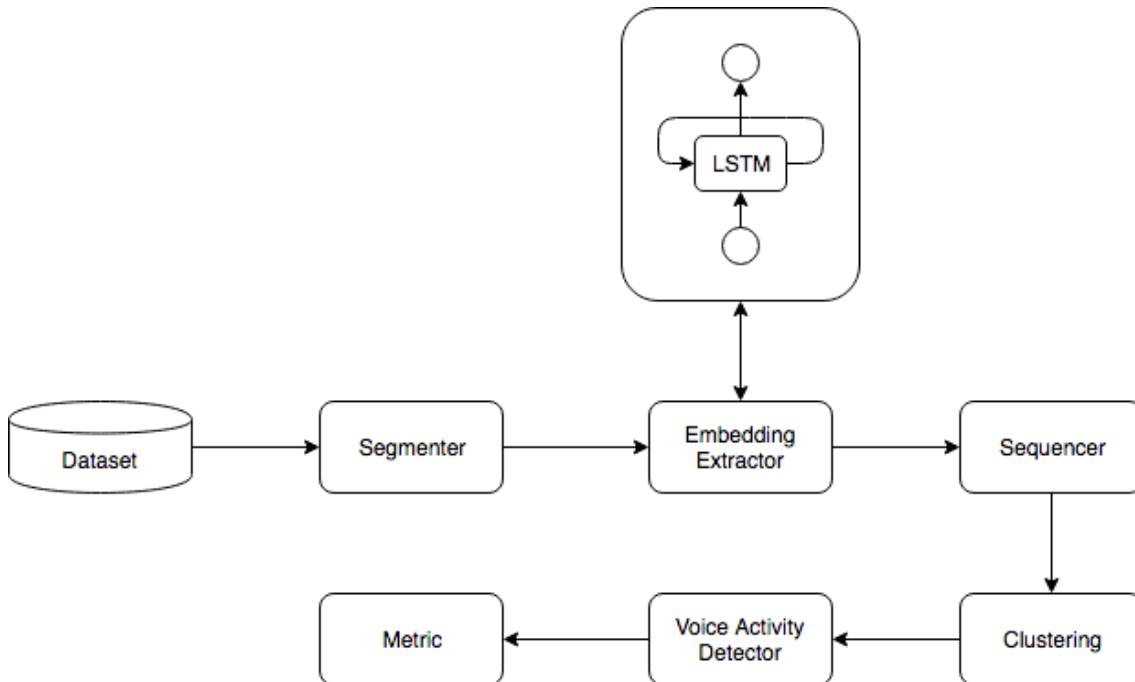 LSTM
Dataset
Segmenter
Embedding
Extractor
Sequencer
Metric
Voice Activity
Detector
Clustering